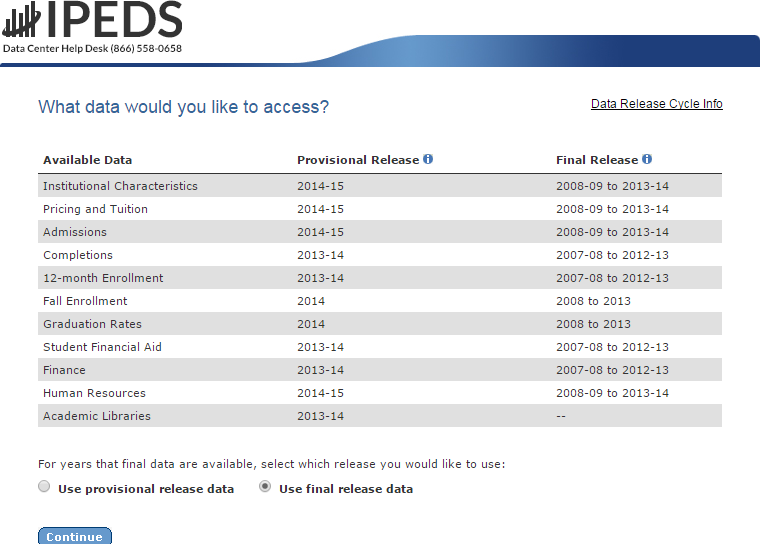 IPEDS
Data Center Help Desk (866) 558-0658
What data would you like to access?
Data Release Cycle Info
Available Data Provisional Release i Final Release i
Institutional Characteristics 2014-15 2008-09 to 2013-14
Pricing and Tuition 2014-15 2008-09 to 2013-14
Admissions 2014-15 2008-09 to 2013-14
Completions 2013-14 2007-08 to 2012-13
12-month Enrollment 2013-14 2007-08 to 2012-13
Fall Enrollment 2014 2008 to 2013
Graduation Rates 2014 2008 to 2013
Student Financial Aid 2013-14 2007-08 to 2012-13
Finance 2013-14 2007-08 to 2012-13
Human Resources 2014-15 2008-09 to 2013-14
Academic Libraries 2013-14 --
For years that final data are available, select which release you would like to use:
Use provisional release data Use final release data
Continue